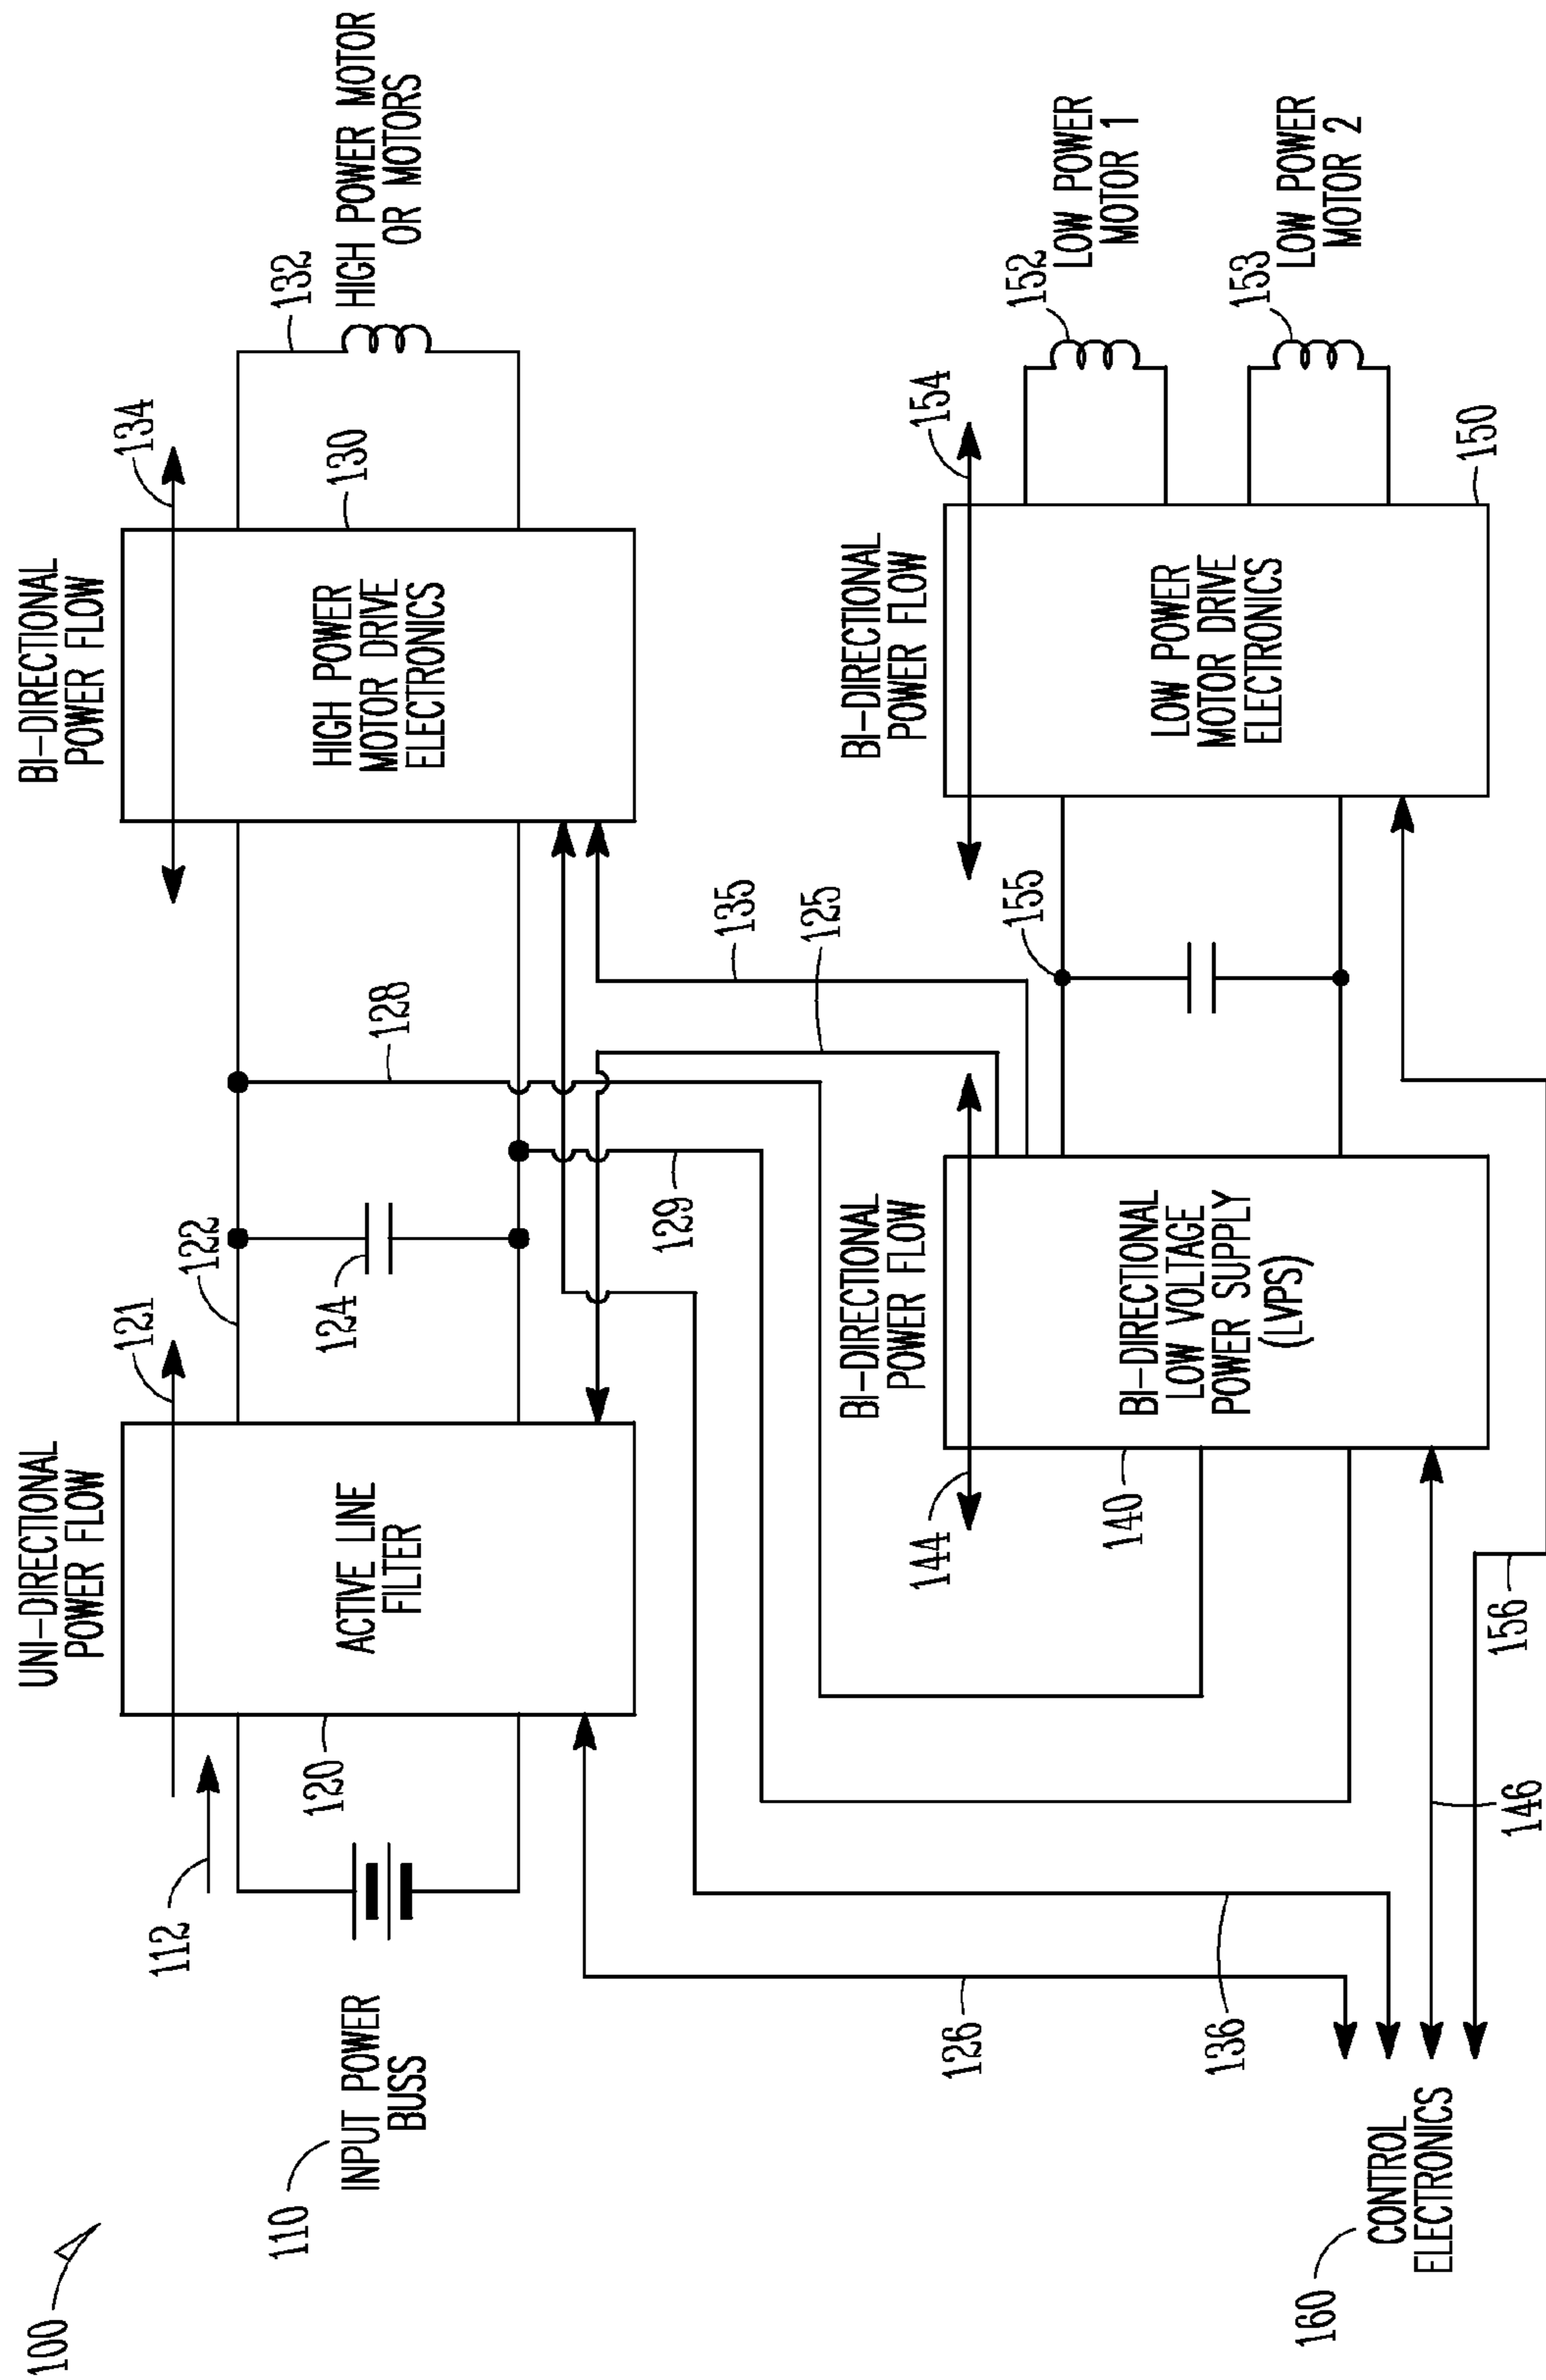 100
110
INPUT POWER
BUSS
112
UNI-DIRECTIONAL
POWER FLOW
121
120
ACTIVE LINE
FILTER
122
124
128
129
BI-DIRECTIONAL
POWER FLOW
134
130
HIGH POWER
MOTOR DRIVE
ELECTRONICS
132
HIGH POWER MOTOR
OR MOTORS
135
125
126
136
160
CONTROL
ELECTRONICS
BI-DIRECTIONAL
POWER FLOW
144
140
BI-DIRECTIONAL
LOW VOLTAGE
POWER SUPPLY
(LVPS)
146
156
155
BI-DIRECTIONAL
POWER FLOW
154
LOW POWER
MOTOR DRIVE
ELECTRONICS
150
152
LOW POWER
MOTOR 1
153
LOW POWER
MOTOR 2